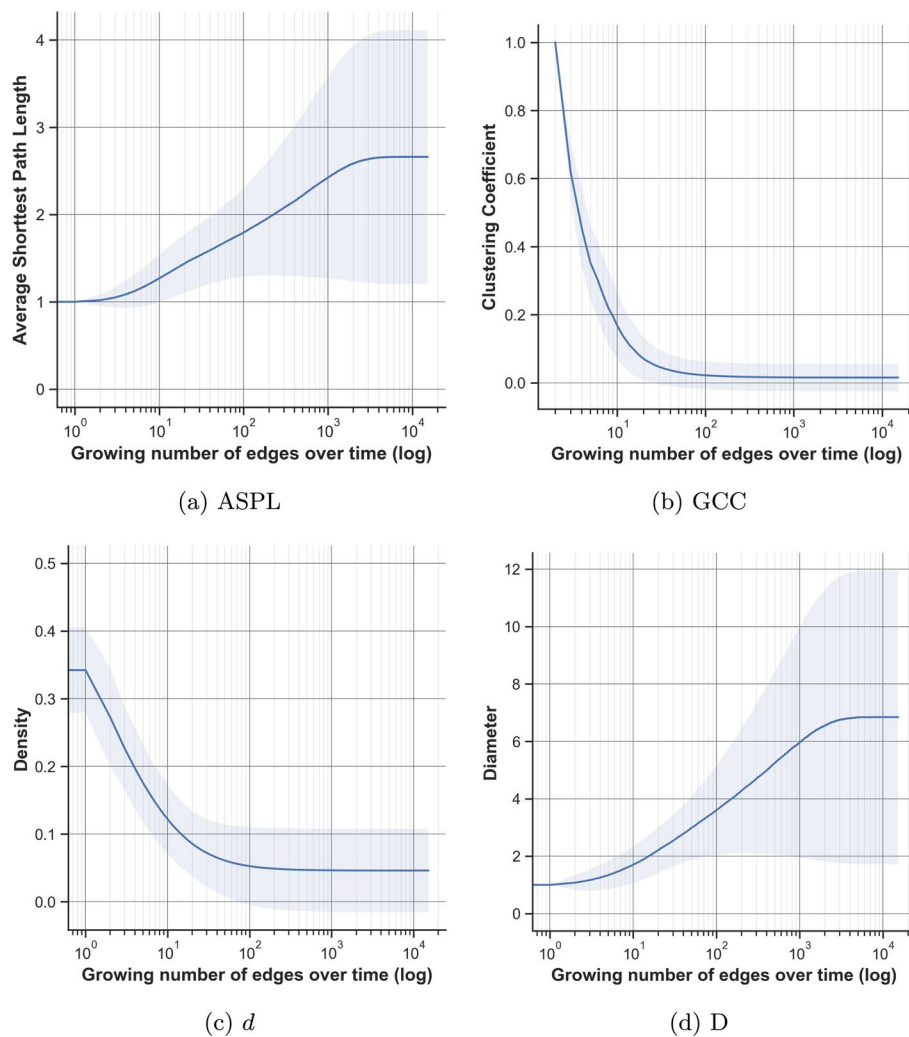 4
3
2
1
0
Average Shorttest Path Length
10^0 10^1 10^2 10^3 10^4
Growing number of edges over time (log)
(a) ASPL
1.0
0.8
0.6
0.4
0.2
0.0
Clustering Coefficient
10^1 10^2 10^3 10^4
Growing number of edges over time (log)
(b) GCC
0.5
0.4
0.3
0.2
0.1
0.0
Density
10^0 10^1 10^2 10^3 10^4
Growing number of edges over time (log)
(c) d
12
10
8
6
4
2
0
Diameter
10^0 10^1 10^2 10^3 10^4
Growing number of edges over time (log)
(d) D